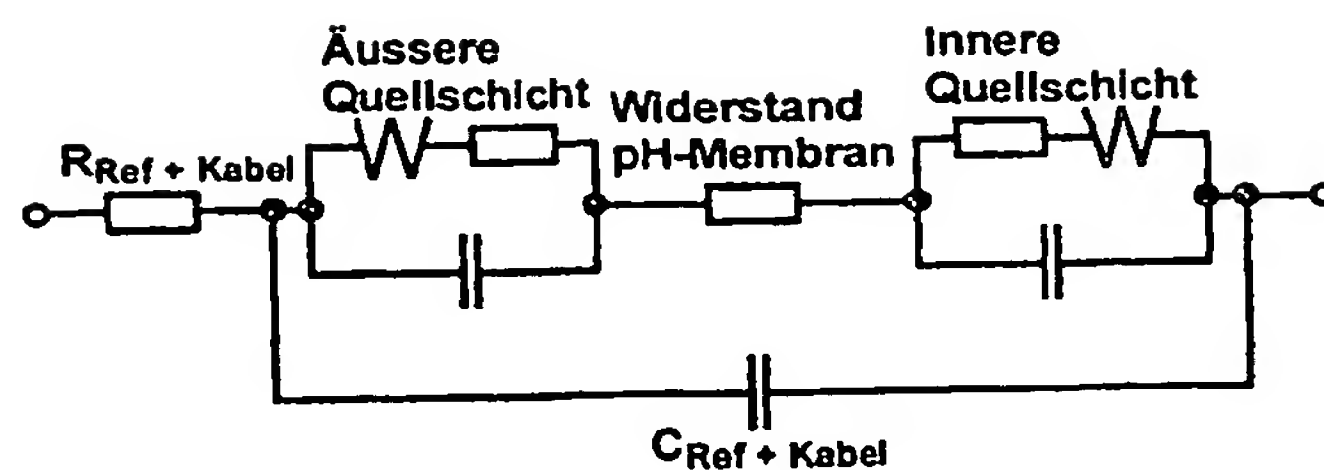 Äussere
Quellschicht
Innere
Quellschicht
Widerstand
pH-Membran
RRef + Kabel
CRef + Kabel